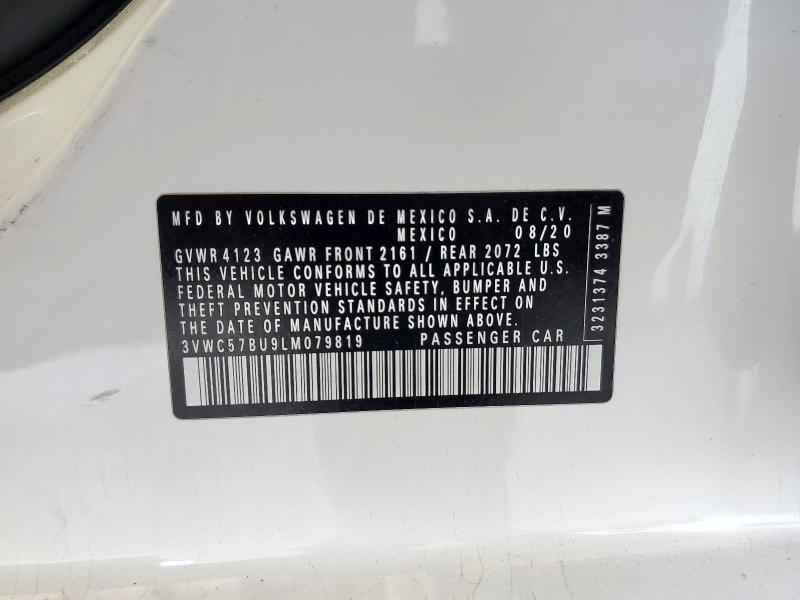 MFD BY VOLKSWAGEN DE MEXICO S.A. DE C.V.
MEXICO 08/20
GVWR 4123 GAWR FRONT 2161 / REAR 2072 LBS
THIS VEHICLE CONFORMS TO ALL APPLICABLE U.S.
FEDERAL MOTOR VEHICLE SAFETY, BUMPER AND
THEFT PREVENTION STANDARDS IN EFFECT ON
THE DATE OF MANUFACTURE SHOWN ABOVE.
3VWC57BU9LM079819 PASSENGER CAR
3231374 3387 M